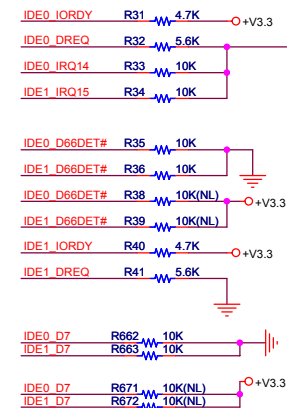 IDE0_IORDY R31 4.7K +V3.3
IDE0_DREQ R32 5.6K
IDE0_IRQ14 R33 10K
IDE1_IRQ15 R34 10K
IDE0_D66DET# R35 10K
IDE1_D66DET# R36 10K
IDE0_D66DET# R38 10K(NL) +V3.3
IDE1_D66DET# R39 10K(NL)
IDE1_IORDY R40 4.7K +V3.3
IDE1_DREQ R41 5.6K
IDE0_D7 R662 10K
IDE1_D7 R663 10K
IDE0_D7 R671 10K(NL) +V3.3
IDE1_D7 R672 10K(NL)